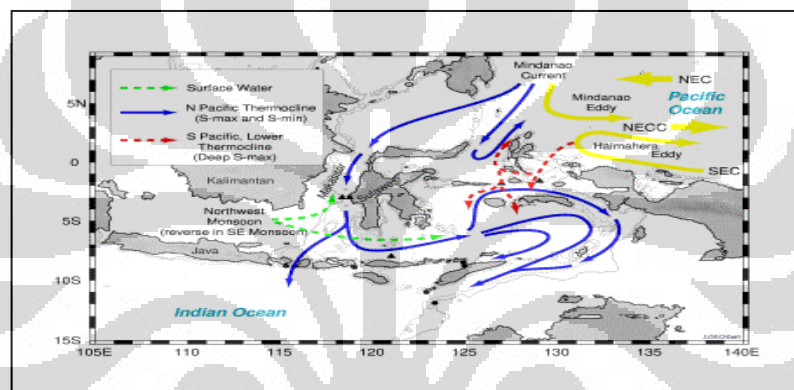 Mindanao
Current
NEC
Surface Water
5N
Mindanao
Eddy
Pacific
Ocean
N Pacific Thermocline
(S-max and S-min)
NECC
S Pacific, Lower
Thermocline
(Deep S-max)
Halmahera
Eddy
0
SEC
Kalimantan
Makassar
Sulawesi
Northwest
Monsoon
(reverse in SE Monsoon)
5S
Java
10S
Indian Ocean
15S
105E
110
115
120
125
130
135
140E